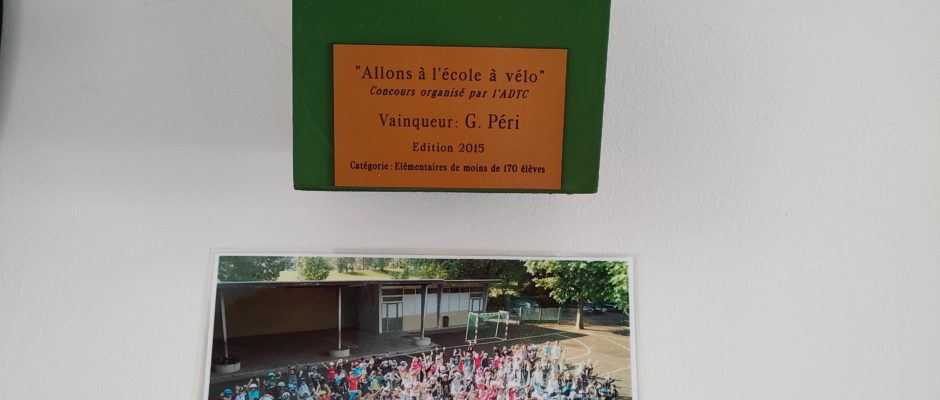 "Allons à l'école à vélo"
Concours organisé par l'ADTC
Vainqueur: G. Péri
Edition 2015
Catégorie: Elémentaires de moins de 170 élèves